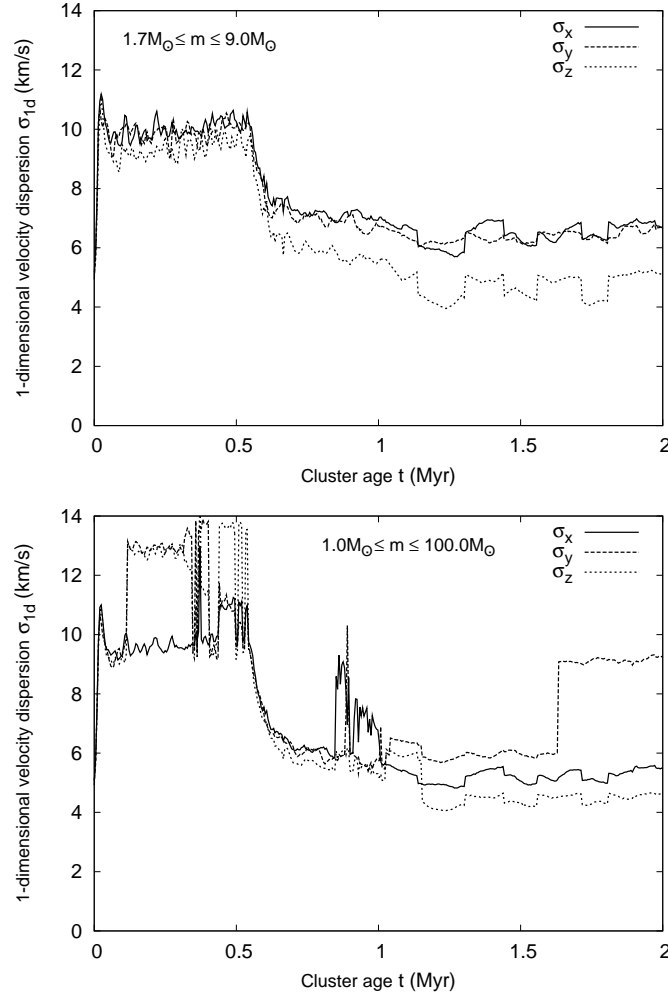 14
12
10
8
6
4
2
0
1-dimensional velocity dispersion σ1d (km/s)
1.7M⊙ ≤ m ≤ 9.0M⊙
σx
σy
σz
0 0.5 1 1.5 2
Cluster age t (Myr)
14
12
10
8
6
4
2
0
1-dimensional velocity dispersion σ1d (km/s)
1.0M⊙ ≤ m ≤ 100.0M⊙
σx
σy
σz
0 0.5 1 1.5 2
Cluster age t (Myr)